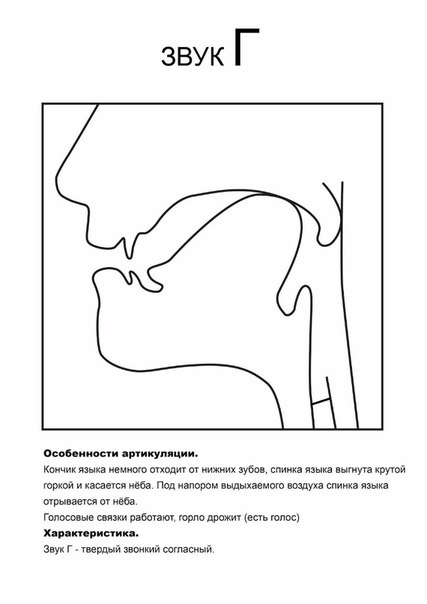 ЗВУК Г
Особенности артикуляции.
Кончик языка немного отходит от нижних зубов, спинка языка выгнута крутой
горкой и касается нёба. Под напором выдыхаемого воздуха спинка языка
отрывается от нёба.
Голосовые связки работают, горло дрожит (есть голос)
Характеристика.
Звук Г - твердый звонкий согласный.